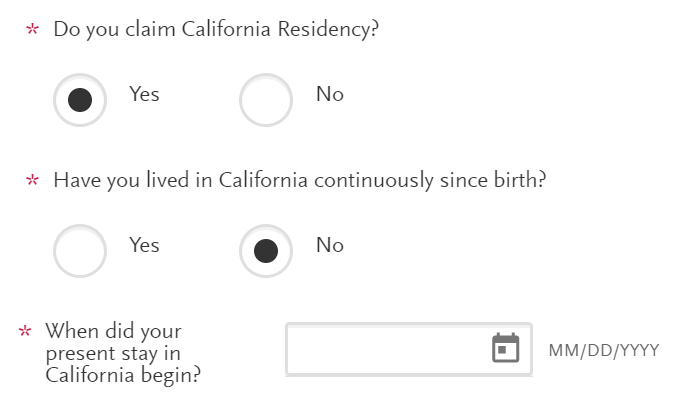 * Do you claim California Residency?
Yes No
* Have you lived in California continuously since birth?
Yes No
* When did your
present stay in
California begin?
MM/DD/YYYY